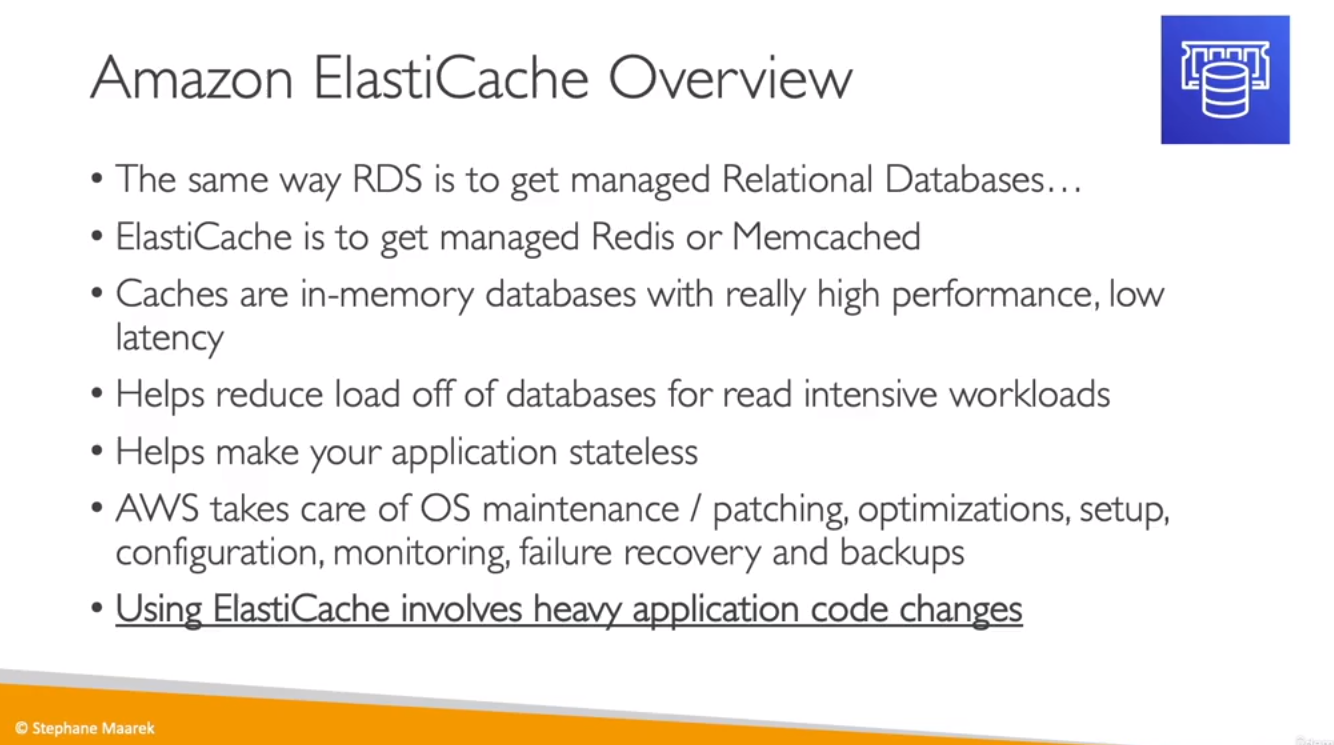 Amazon ElastiCache Overview
• The same way RDS is to get managed Relational Databases…
• ElastiCache is to get managed Redis or Memcached
• Caches are in-memory databases with really high performance, low
latency
• Helps reduce load off of databases for read intensive workloads
• Helps make your application stateless
• AWS takes care of OS maintenance / patching, optimizations, setup,
configuration, monitoring, failure recovery and backups
• Using ElastiCache involves heavy application code changes
© Stephane Maarek